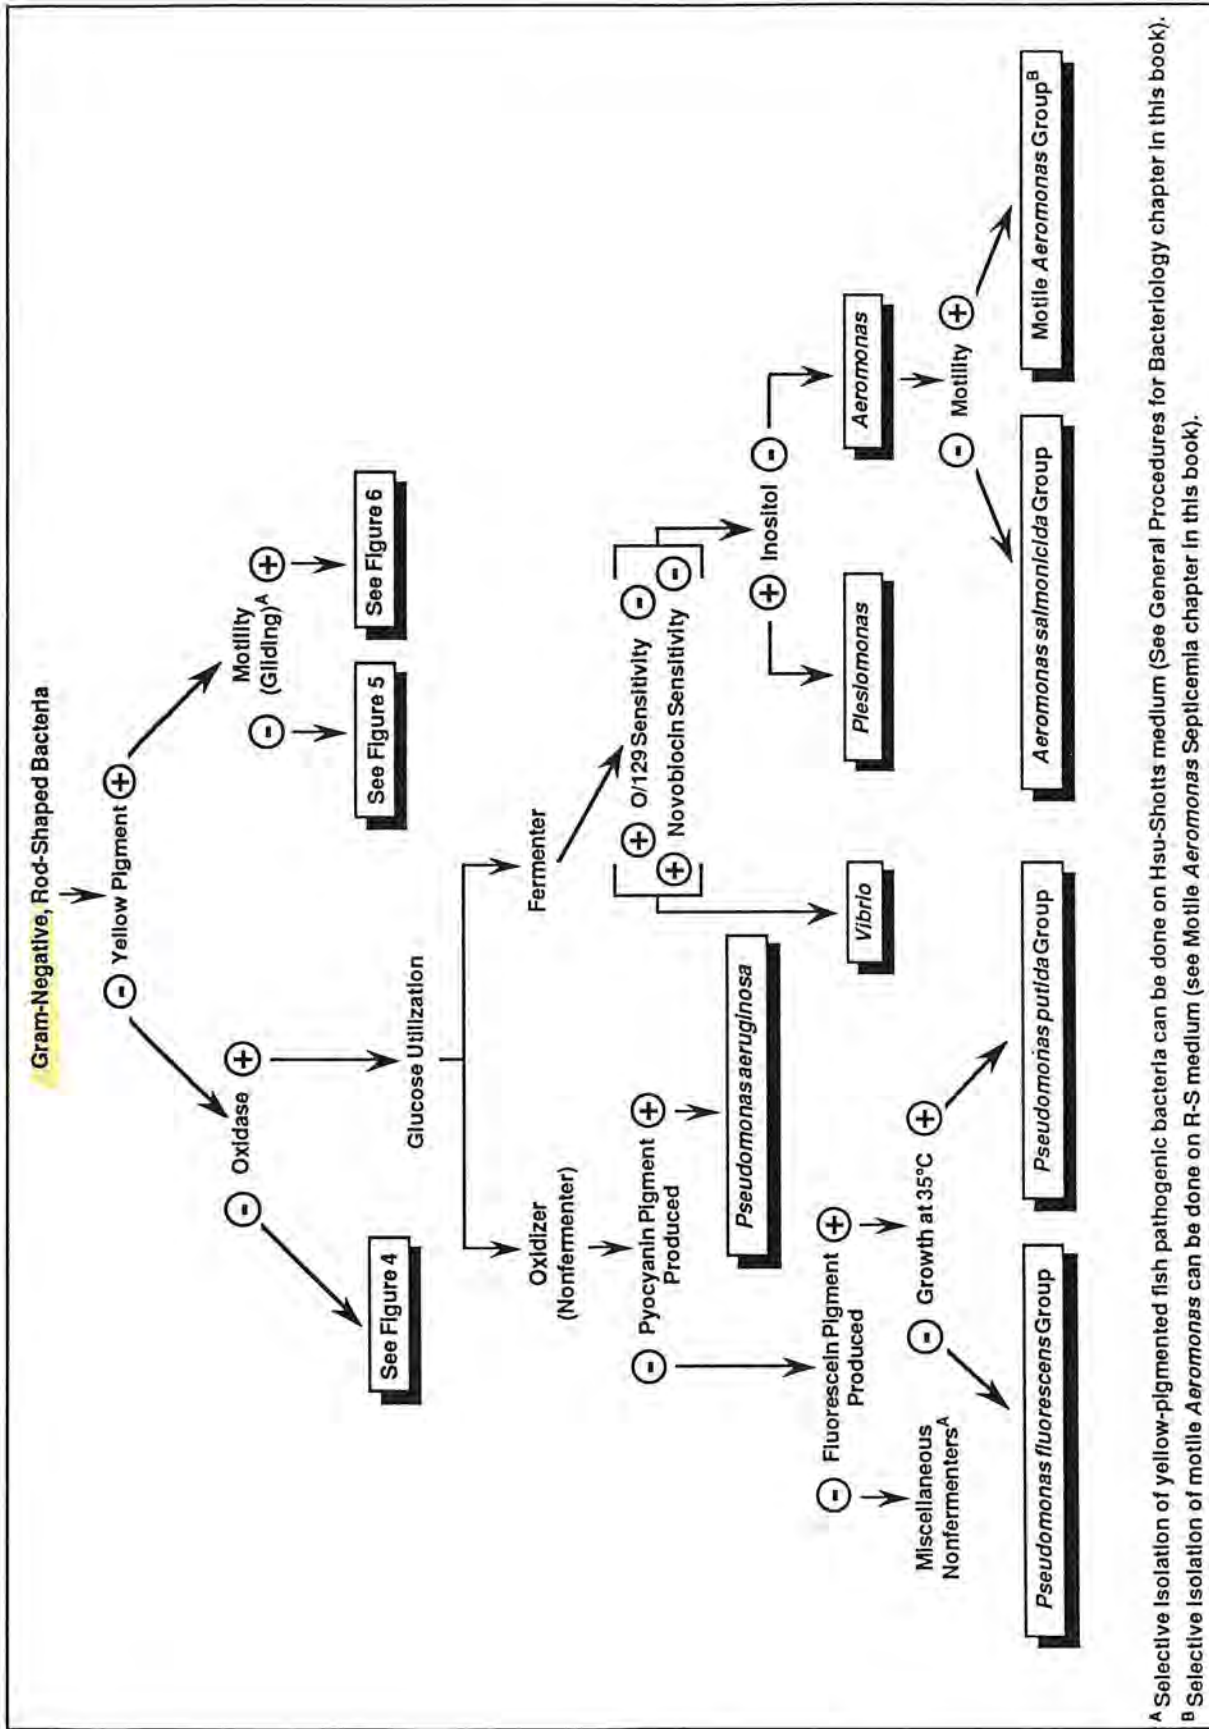 Gram-Negative, Rod-Shaped Bacteria
- Yellow Pigment +
- Oxidase +
Motility
(Gliding)A
- +
See Figure 4
Glucose Utilization
See Figure 5
See Figure 6
Oxidizer
(Nonfermenter)
Fermenter
- Pyocyanin Pigment +
Produced
+ O/129 Sensitivity -
+ Novobiocin Sensitivity -
Pseudomonas aeruginosa
+ Inositol -
- Fluorescein Pigment +
Produced
Vibrio
Plesiomonas
Aeromonas
Miscellaneous
NonfermentersA
- Growth at 35°C +
- Motility +
Pseudomonas fluorescens Group
Pseudomonas putida Group
Aeromonas salmonicida Group
Motile Aeromonas GroupB
A Selective Isolation of yellow-pigmented fish pathogenic bacteria can be done on Hsu-Shotts medium (See General Procedures for Bacteriology chapter in this book).
B Selective Isolation of motile Aeromonas can be done on R-S medium (see Motile Aeromonas Septicemia chapter in this book).